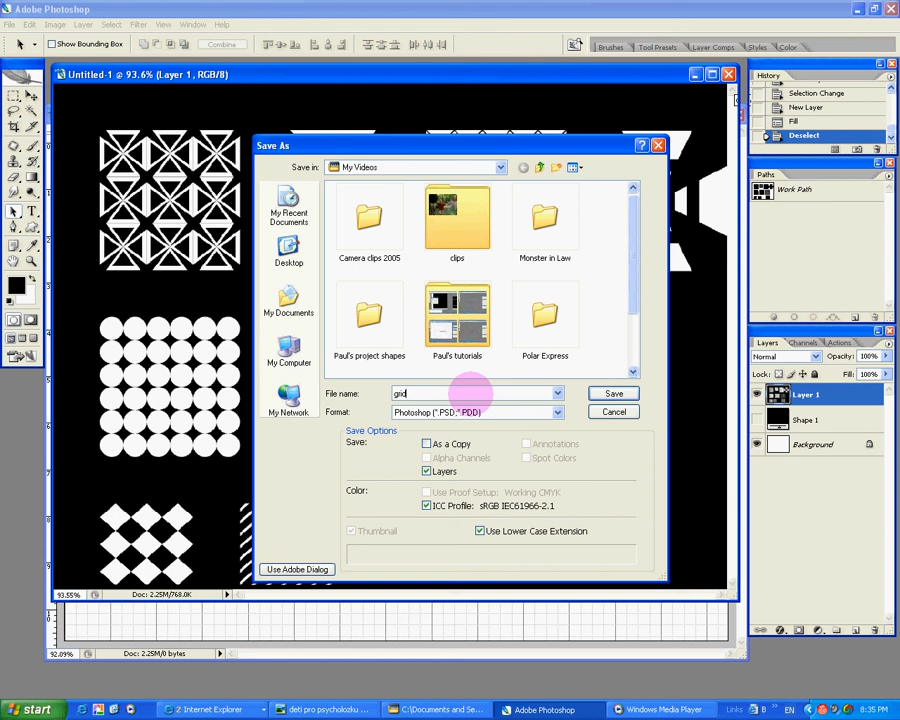 Adobe Photoshop
File Edit Image Layer Select Filter View Window Help
Show Bounding Box Combine Brushes Tool Presets Layer Comps Styles Color
Untitled-1 @ 93.6% (Layer 1, RGB/8)
History
Selection Change
New Layer
Fill
Deselect
Save As
Save in: My Videos
My Recent
Documents
Desktop
My Documents
My Computer
My Network
Camera clips 2005 clips Monster in Law
Paul's project shapes Paul's tutorials Polar Express
File name: grid Save
Format: Photoshop (*.PSD;*.PDD) Cancel
Save Options
Save: As a Copy Annotations
Alpha Channels Spot Colors
Layers
Color: Use Proof Setup: Working CMYK
ICC Profile: sRGB IEC61966-2.1
Thumbnail Use Lower Case Extension
Use Adobe Dialog
Paths
Work Path
Layers Channels Actions
Normal Opacity: 100%
Lock: Fill: 100%
Layer 1
Shape 1
Background
93.55% Doc: 2.25M/768.0K
92.09% Doc: 2.25M/0 bytes
start 2 Internet Explorer deti pro psycholozku ... C:\Documents and Se... Adobe Photoshop Windows Media Player Links EN 8:35 PM